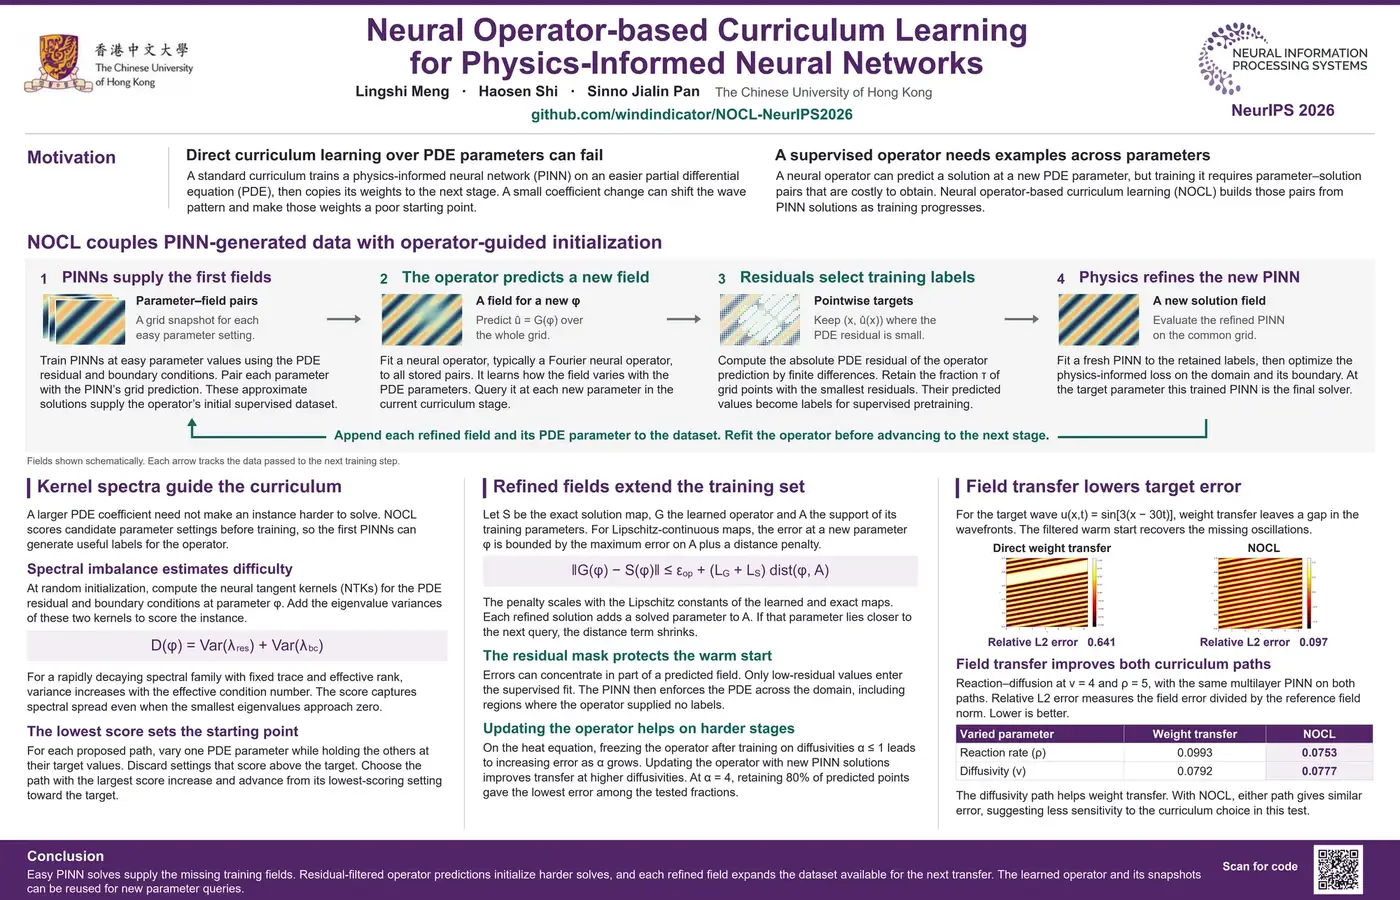 香港中文大學
The Chinese University
of Hong Kong
Neural Operator-based Curriculum Learning
for Physics-Informed Neural Networks
Lingshi Meng · Haosen Shi · Sinno Jialin Pan The Chinese University of Hong Kong
github.com/windindicator/NOCL-NeurIPS2026
NEURAL INFORMATION
PROCESSING SYSTEMS
NeurIPS 2026
Motivation
Direct curriculum learning over PDE parameters can fail
A standard curriculum trains a physics-informed neural network (PINN) on an easier partial differential
equation (PDE), then copies its weights to the next stage. A small coefficient change can shift the wave
pattern and make those weights a poor starting point.
A supervised operator needs examples across parameters
A neural operator can predict a solution at a new PDE parameter, but training it requires parameter–solution
pairs that are costly to obtain. Neural operator-based curriculum learning (NOCL) builds those pairs from
PINN solutions as training progresses.
NOCL couples PINN-generated data with operator-guided initialization
1 PINNs supply the first fields
Parameter–field pairs
A grid snapshot for each
easy parameter setting.
Train PINNs at easy parameter values using the PDE
residual and boundary conditions. Pair each parameter
with the PINN's grid prediction. These approximate
solutions supply the operator's initial supervised dataset.
2 The operator predicts a new field
A field for a new φ
Predict û = G(φ) over
the whole grid.
Fit a neural operator, typically a Fourier neural operator,
to all stored pairs. It learns how the field varies with the
PDE parameters. Query it at each new parameter in the
current curriculum stage.
3 Residuals select training labels
Pointwise targets
Keep (x, û(x)) where the
PDE residual is small.
Compute the absolute PDE residual of the operator
prediction by finite differences. Retain the fraction τ of
grid points with the smallest residuals. Their predicted
values become labels for supervised pretraining.
4 Physics refines the new PINN
A new solution field
Evaluate the refined PINN
on the common grid.
Fit a fresh PINN to the retained labels, then optimize the
physics-informed loss on the domain and its boundary. At
the target parameter this trained PINN is the final solver.
Append each refined field and its PDE parameter to the dataset. Refit the operator before advancing to the next stage.
Fields shown schematically. Each arrow tracks the data passed to the next training step.
Kernel spectra guide the curriculum
A larger PDE coefficient need not make an instance harder to solve. NOCL
scores candidate parameter settings before training, so the first PINNs can
generate useful labels for the operator.
Spectral imbalance estimates difficulty
At random initialization, compute the neural tangent kernels (NTKs) for the PDE
residual and boundary conditions at parameter φ. Add the eigenvalue variances
of these two kernels to score the instance.
D(φ) = Var(λres) + Var(λbc)
For a rapidly decaying spectral family with fixed trace and effective rank,
variance increases with the effective condition number. The score captures
spectral spread even when the smallest eigenvalues approach zero.
The lowest score sets the starting point
For each proposed path, vary one PDE parameter while holding the others at
their target values. Discard settings that score above the target. Choose the
path with the largest score increase and advance from its lowest-scoring setting
toward the target.
Refined fields extend the training set
Let S be the exact solution map, G the learned operator and A the support of its
training parameters. For Lipschitz-continuous maps, the error at a new parameter
φ is bounded by the maximum error on A plus a distance penalty.
‖G(φ) − S(φ)‖ ≤ εop + (LG + LS) dist(φ, A)
The penalty scales with the Lipschitz constants of the learned and exact maps.
Each refined solution adds a solved parameter to A. If that parameter lies closer to
the next query, the distance term shrinks.
The residual mask protects the warm start
Errors can concentrate in part of a predicted field. Only low-residual values enter
the supervised fit. The PINN then enforces the PDE across the domain, including
regions where the operator supplied no labels.
Updating the operator helps on harder stages
On the heat equation, freezing the operator after training on diffusivities α ≤ 1 leads
to increasing error as α grows. Updating the operator with new PINN solutions
improves transfer at higher diffusivities. At α = 4, retaining 80% of predicted points
gave the lowest error among the tested fractions.
Field transfer lowers target error
For the target wave u(x,t) = sin[3(x − 30t)], weight transfer leaves a gap in the
wavefronts. The filtered warm start recovers the missing oscillations.
Direct weight transfer
NOCL
Relative L2 error 0.641
Relative L2 error 0.097
Field transfer improves both curriculum paths
Reaction–diffusion at ν = 4 and ρ = 5, with the same multilayer PINN on both
paths. Relative L2 error measures the field error divided by the reference field
norm. Lower is better.
Varied parameter Weight transfer NOCL
Reaction rate (ρ) 0.0993 0.0753
Diffusivity (ν) 0.0792 0.0777
The diffusivity path helps weight transfer. With NOCL, either path gives similar
error, suggesting less sensitivity to the curriculum choice in this test.
Conclusion
Easy PINN solves supply the missing training fields. Residual-filtered operator predictions initialize harder solves, and each refined field expands the dataset available for the next transfer. The learned operator and its snapshots
can be reused for new parameter queries.
Scan for code